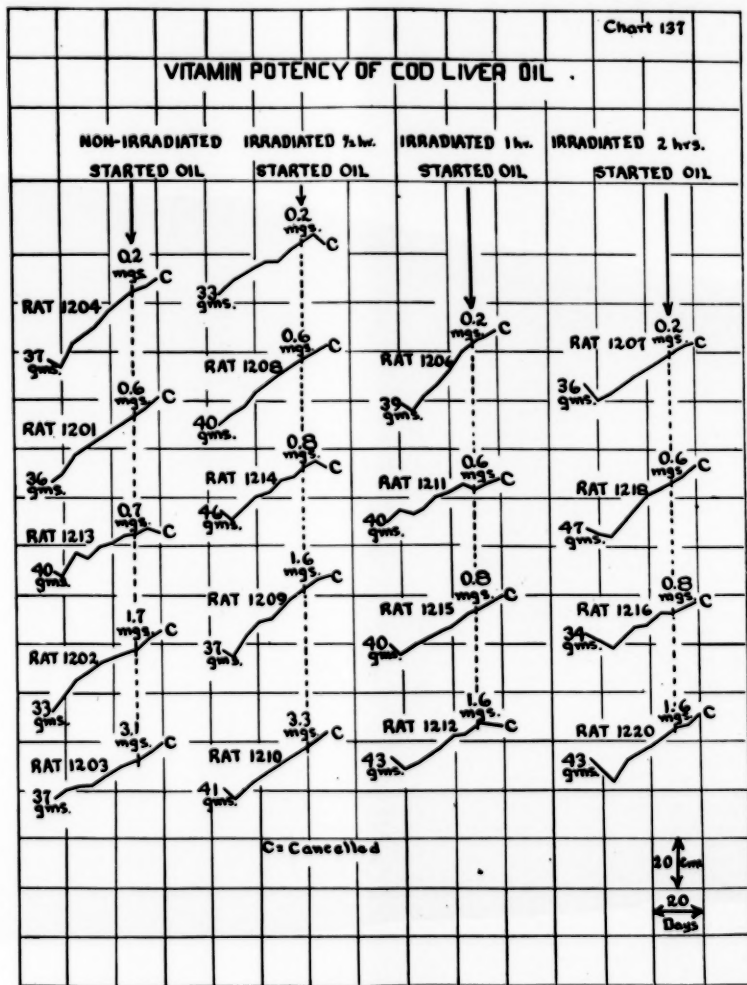 Chart 137
VITAMIN POTENCY OF COD LIVER OIL .
NON-IRRADIATED IRRADIATED ½ hr. IRRADIATED 1 hr. IRRADIATED 2 hrs.
STARTED OIL STARTED OIL STARTED OIL STARTED OIL
0.2 mgs. C
RAT 1204
37 gms.
0.6 mgs. C
RAT 1201
36 gms.
0.7 mgs. C
RAT 1213
40 gms.
1.7 mgs. C
RAT 1202
33 gms.
3.1 mgs. C
RAT 1203
37 gms.
0.2 mgs. C
33 gms.
0.6 mgs. C
RAT 1208
40 gms.
0.8 mgs. C
RAT 1214
46 gms.
1.6 mgs. C
RAT 1209
37 gms.
3.3 mgs. C
RAT 1210
41 gms.
0.2 mgs. C
RAT 1206
39 gms.
0.6 mgs. C
RAT 1211
40 gms.
0.8 mgs. C
RAT 1215
40 gms.
1.6 mgs. C
RAT 1212
43 gms.
0.2 mgs. C
RAT 1207
36 gms.
0.6 mgs. C
RAT 1218
47 gms.
0.8 mgs. C
RAT 1216
34 gms.
1.6 mgs. C
RAT 1220
43 gms.
C = Cancelled
20
20
Days